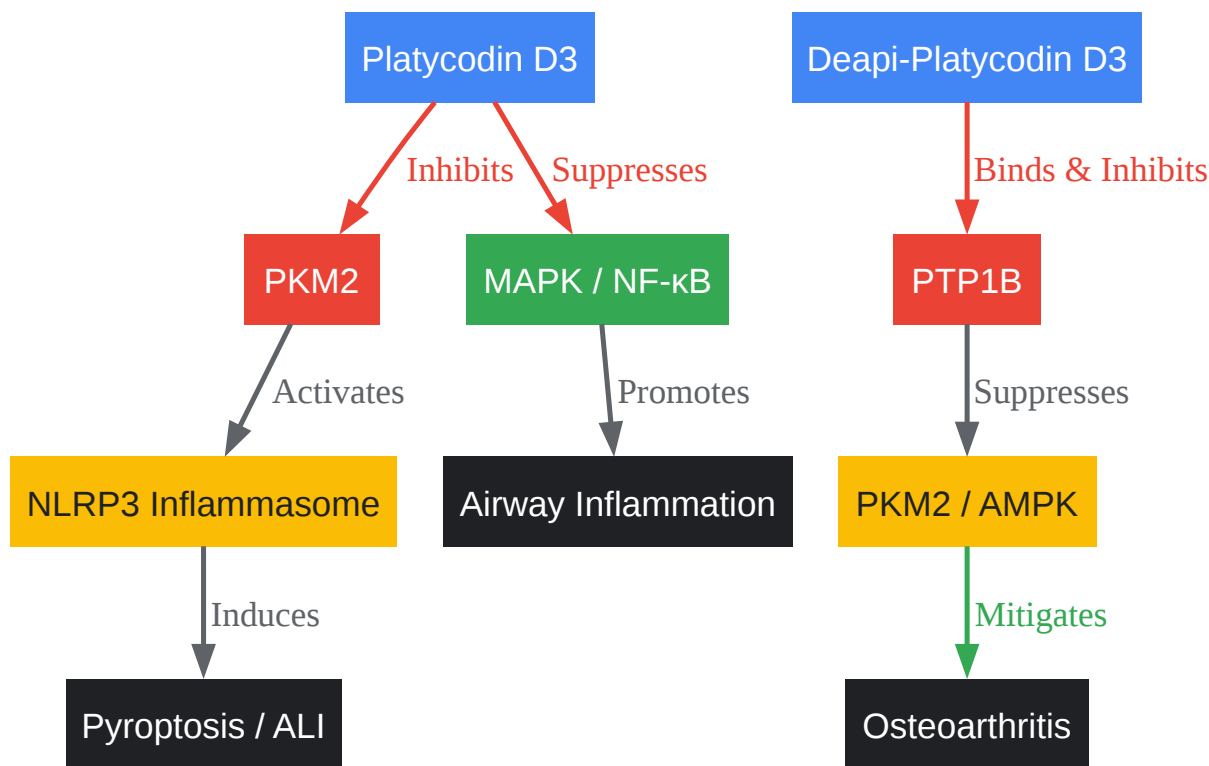 Platycodin D3
Deapi-Platycodin D3
Inhibits
Suppresses
Binds & Inhibits
PKM2
MAPK / NF-κB
PTP1B
Activates
Promotes
Suppresses
NLRP3 Inflammasome
Airway Inflammation
PKM2 / AMPK
Induces
Mitigates
Pyroptosis / ALI
Osteoarthritis